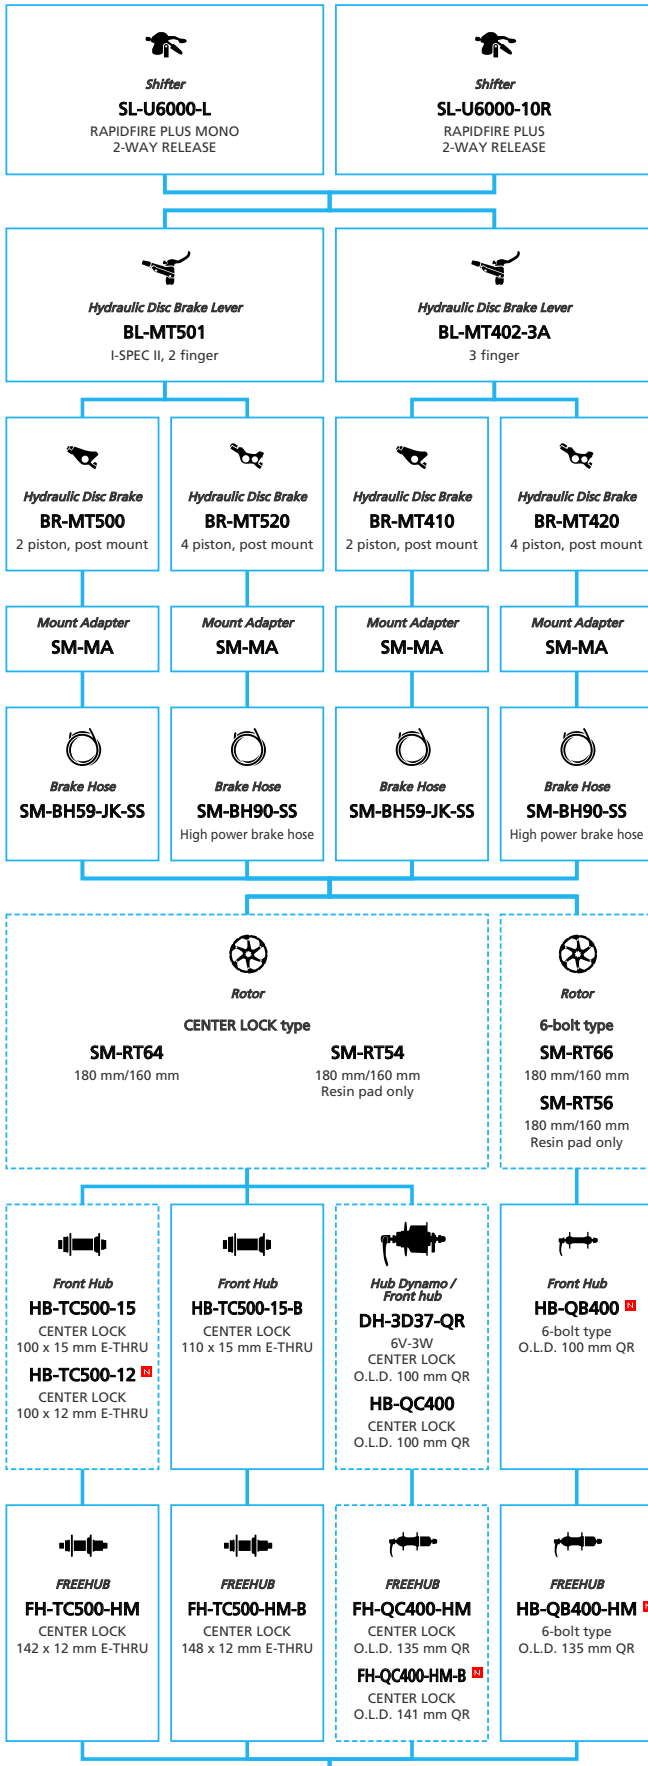 Shifter
SL-U6000-L
RAPIDFIRE PLUS MONO
2-WAY RELEASE
Shifter
SL-U6000-10R
RAPIDFIRE PLUS
2-WAY RELEASE
Hydraulic Disc Brake Lever
BL-MT501
I-SPEC II, 2 finger
Hydraulic Disc Brake Lever
BL-MT402-3A
3 finger
Hydraulic Disc Brake
BR-MT500
2 piston, post mount
Hydraulic Disc Brake
BR-MT520
4 piston, post mount
Hydraulic Disc Brake
BR-MT410
2 piston, post mount
Hydraulic Disc Brake
BR-MT420
4 piston, post mount
Mount Adapter
SM-MA
Mount Adapter
SM-MA
Mount Adapter
SM-MA
Mount Adapter
SM-MA
Brake Hose
SM-BH59-JK-SS
Brake Hose
SM-BH90-SS
High power brake hose
Brake Hose
SM-BH59-JK-SS
Brake Hose
SM-BH90-SS
High power brake hose
Rotor
CENTER LOCK type
SM-RT64
180 mm/160 mm
SM-RT54
180 mm/160 mm
Resin pad only
Rotor
6-bolt type
SM-RT66
180 mm/160 mm
SM-RT56
180 mm/160 mm
Resin pad only
Front Hub
HB-TC500-15
CENTER LOCK
100 x 15 mm E-THRU
HB-TC500-12 N
CENTER LOCK
100 x 12 mm E-THRU
Front Hub
HB-TC500-15-B
CENTER LOCK
110 x 15 mm E-THRU
Hub Dynamo /
Front hub
DH-3D37-QR
6V-3W
CENTER LOCK
O.L.D. 100 mm QR
HB-QC400
CENTER LOCK
O.L.D. 100 mm QR
Front Hub
HB-QB400 N
6-bolt type
O.L.D. 100 mm QR
FREEHUB
FH-TC500-HM
CENTER LOCK
142 x 12 mm E-THRU
FREEHUB
FH-TC500-HM-B
CENTER LOCK
148 x 12 mm E-THRU
FREEHUB
FH-QC400-HM
CENTER LOCK
O.L.D. 135 mm QR
FH-QC400-HM-B N
CENTER LOCK
O.L.D. 141 mm QR
FREEHUB
HB-QB400-HM N
6-bolt type
O.L.D. 135 mm QR